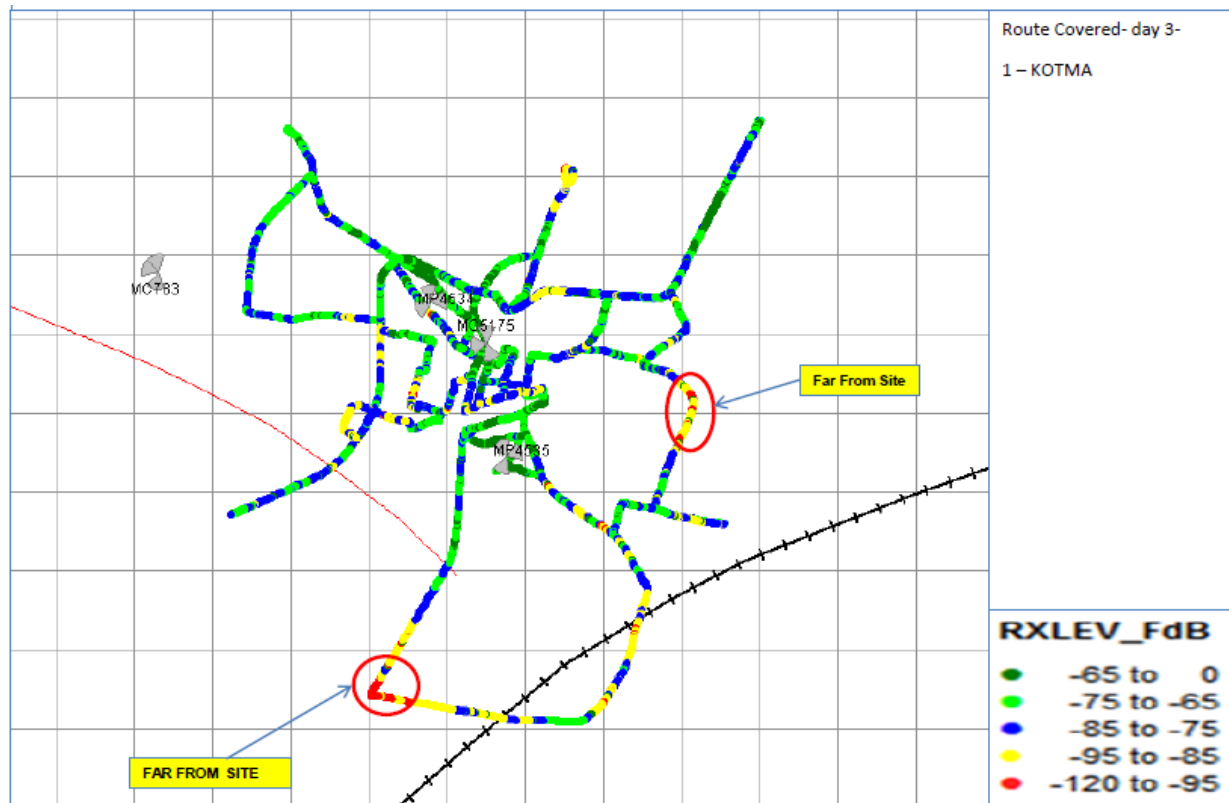 Route Covered- day 3-
1 – KOTMA
MC783
MP4634
MC5175
Far From Site
MP4635
FAR FROM SITE
RXLEV_FdB
-65 to 0
-75 to -65
-85 to -75
-95 to -85
-120 to -95